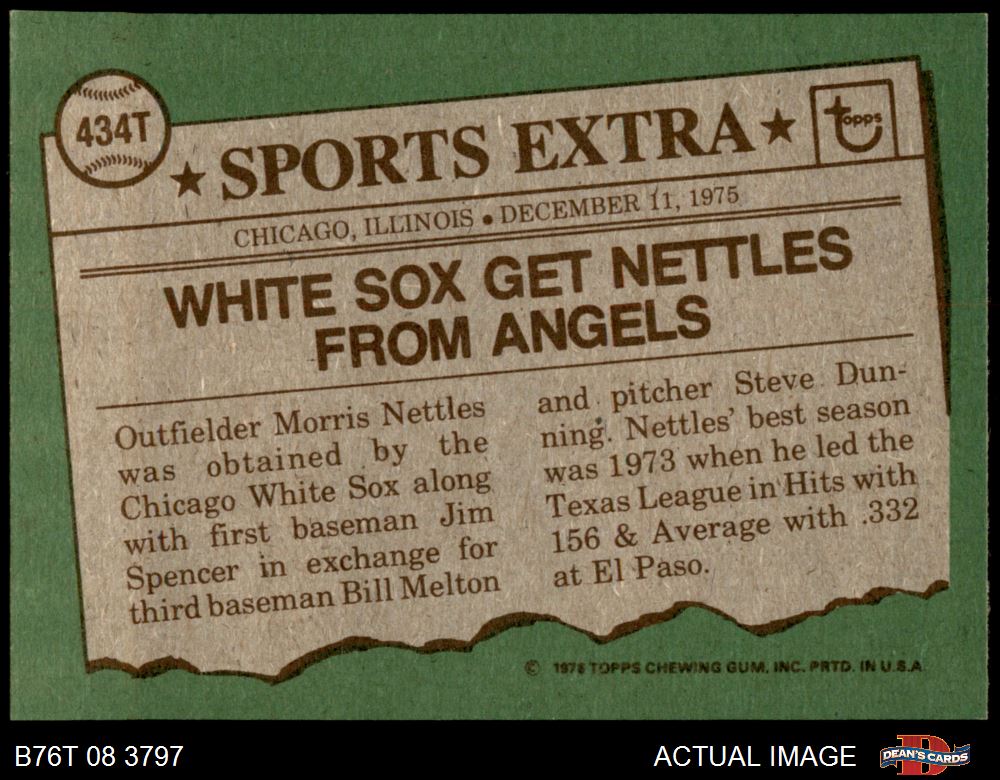 434T
★ SPORTS EXTRA ★
Topps
CHICAGO, ILLINOIS • DECEMBER 11, 1975
WHITE SOX GET NETTLES
FROM ANGELS
Outfielder Morris Nettles
was obtained by the
Chicago White Sox along
with first baseman Jim
Spencer in exchange for
third baseman Bill Melton
and pitcher Steve Dun-
ning. Nettles' best season
was 1973 when he led the
Texas League in Hits with
156 & Average with .332
at El Paso.
© 1976 TOPPS CHEWING GUM, INC. PRTD. IN U.S.A.
B76T 08 3797
ACTUAL IMAGE
D
DEAN'S CARDS